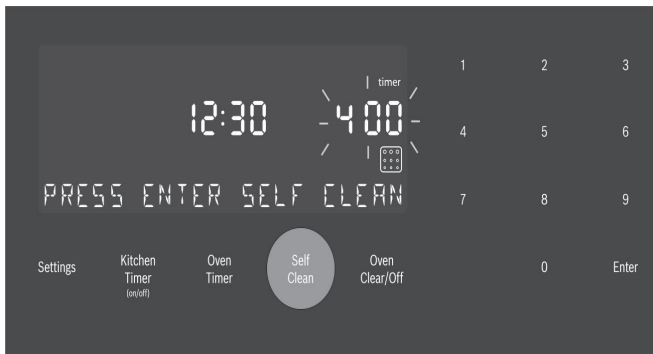 timer
12:30 4 00
PRESS ENTER SELF CLEAN
Settings
Kitchen
Timer
(on/off)
Oven
Timer
Self
Clean
Oven
Clear/Off
1 2 3
4 5 6
7 8 9
0 Enter